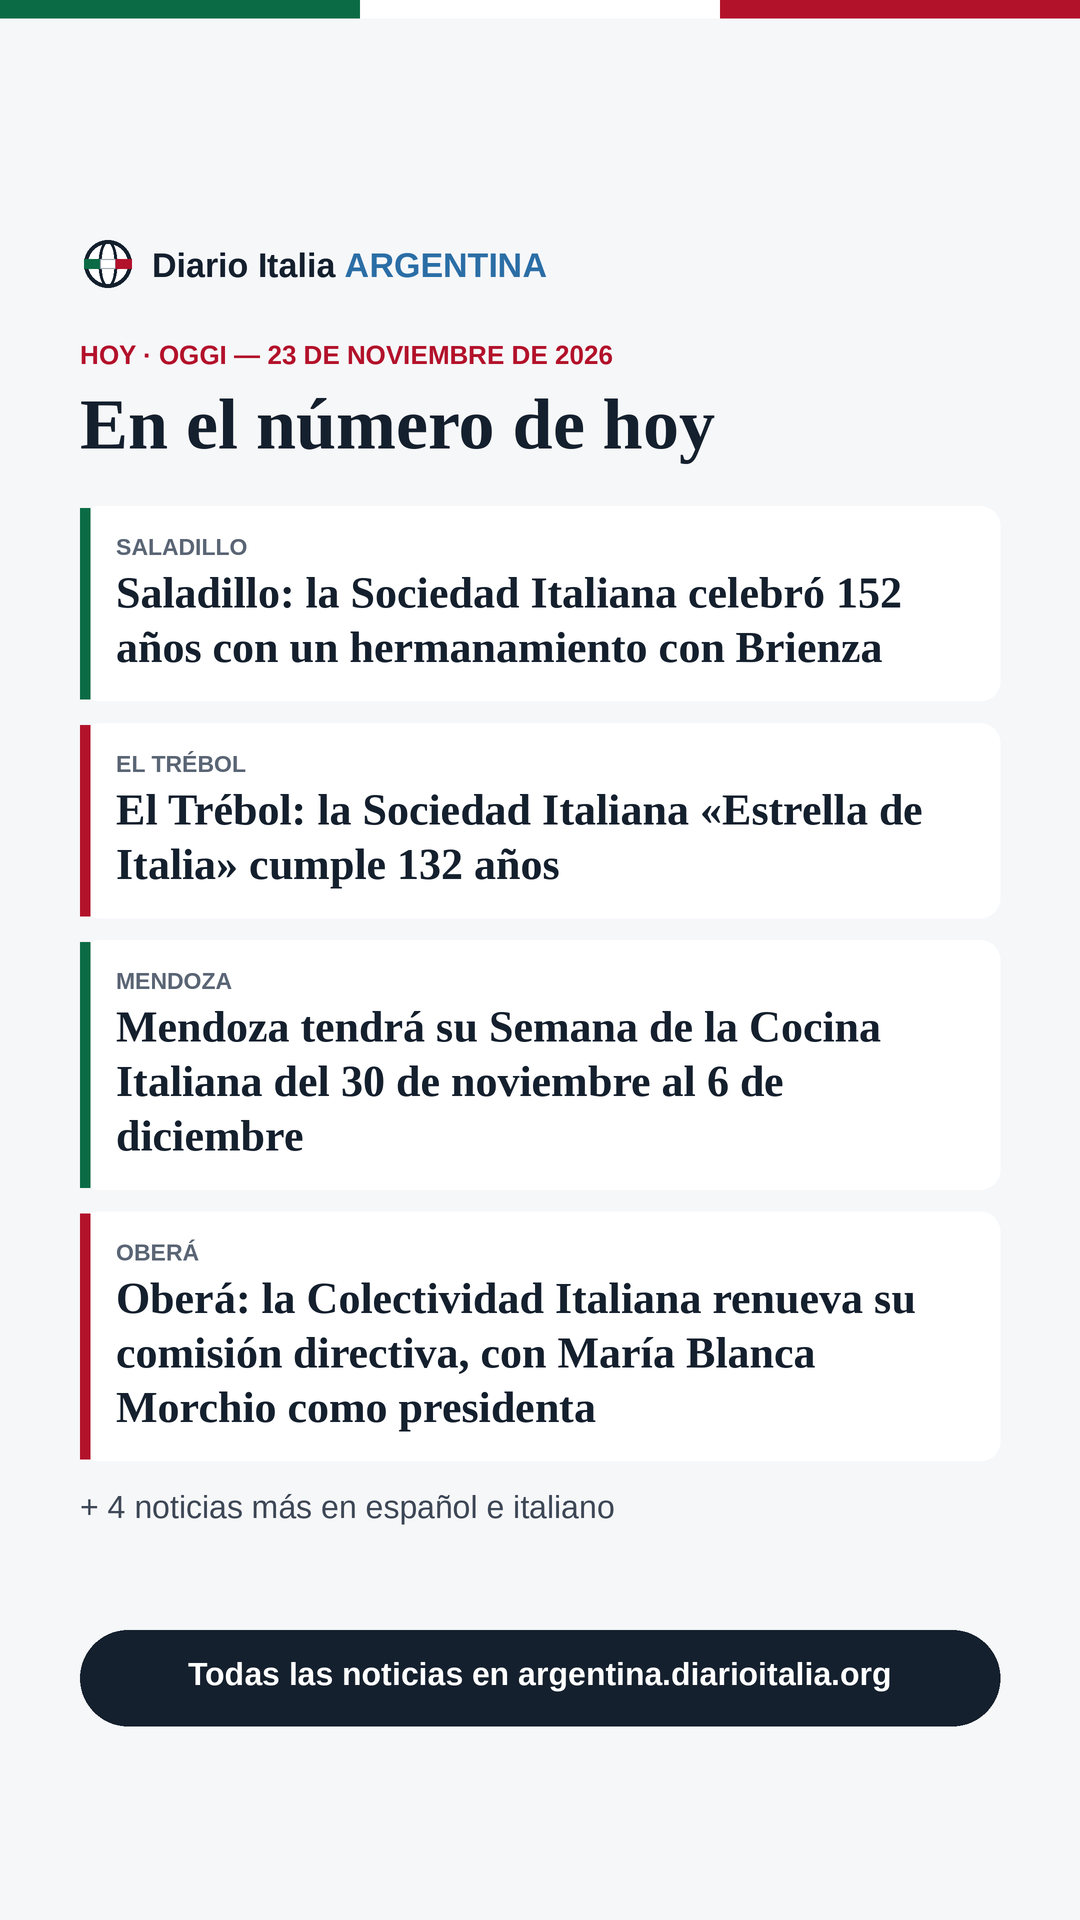 Diario Italia ARGENTINA
HOY · OGGI — 23 DE NOVIEMBRE DE 2026
En el número de hoy
SALADILLO
Saladillo: la Sociedad Italiana celebró 152
años con un hermanamiento con Brienza
EL TRÉBOL
El Trébol: la Sociedad Italiana «Estrella de
Italia» cumple 132 años
MENDOZA
Mendoza tendrá su Semana de la Cocina
Italiana del 30 de noviembre al 6 de
diciembre
OBERÁ
Oberá: la Colectividad Italiana renueva su
comisión directiva, con María Blanca
Morchio como presidenta
+ 4 noticias más en español e italiano
Todas las noticias en argentina.diarioitalia.org